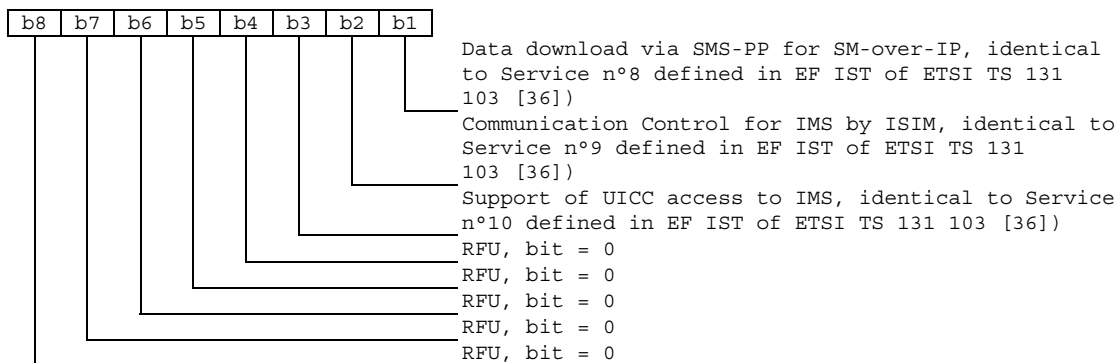 b8 b7 b6 b5 b4 b3 b2 b1
Data download via SMS-PP for SM-over-IP, identical
to Service n°8 defined in EF IST of ETSI TS 131
103 [36])
Communication Control for IMS by ISIM, identical to
Service n°9 defined in EF IST of ETSI TS 131
103 [36])
Support of UICC access to IMS, identical to Service
n°10 defined in EF IST of ETSI TS 131 103 [36])
RFU, bit = 0
RFU, bit = 0
RFU, bit = 0
RFU, bit = 0
RFU, bit = 0